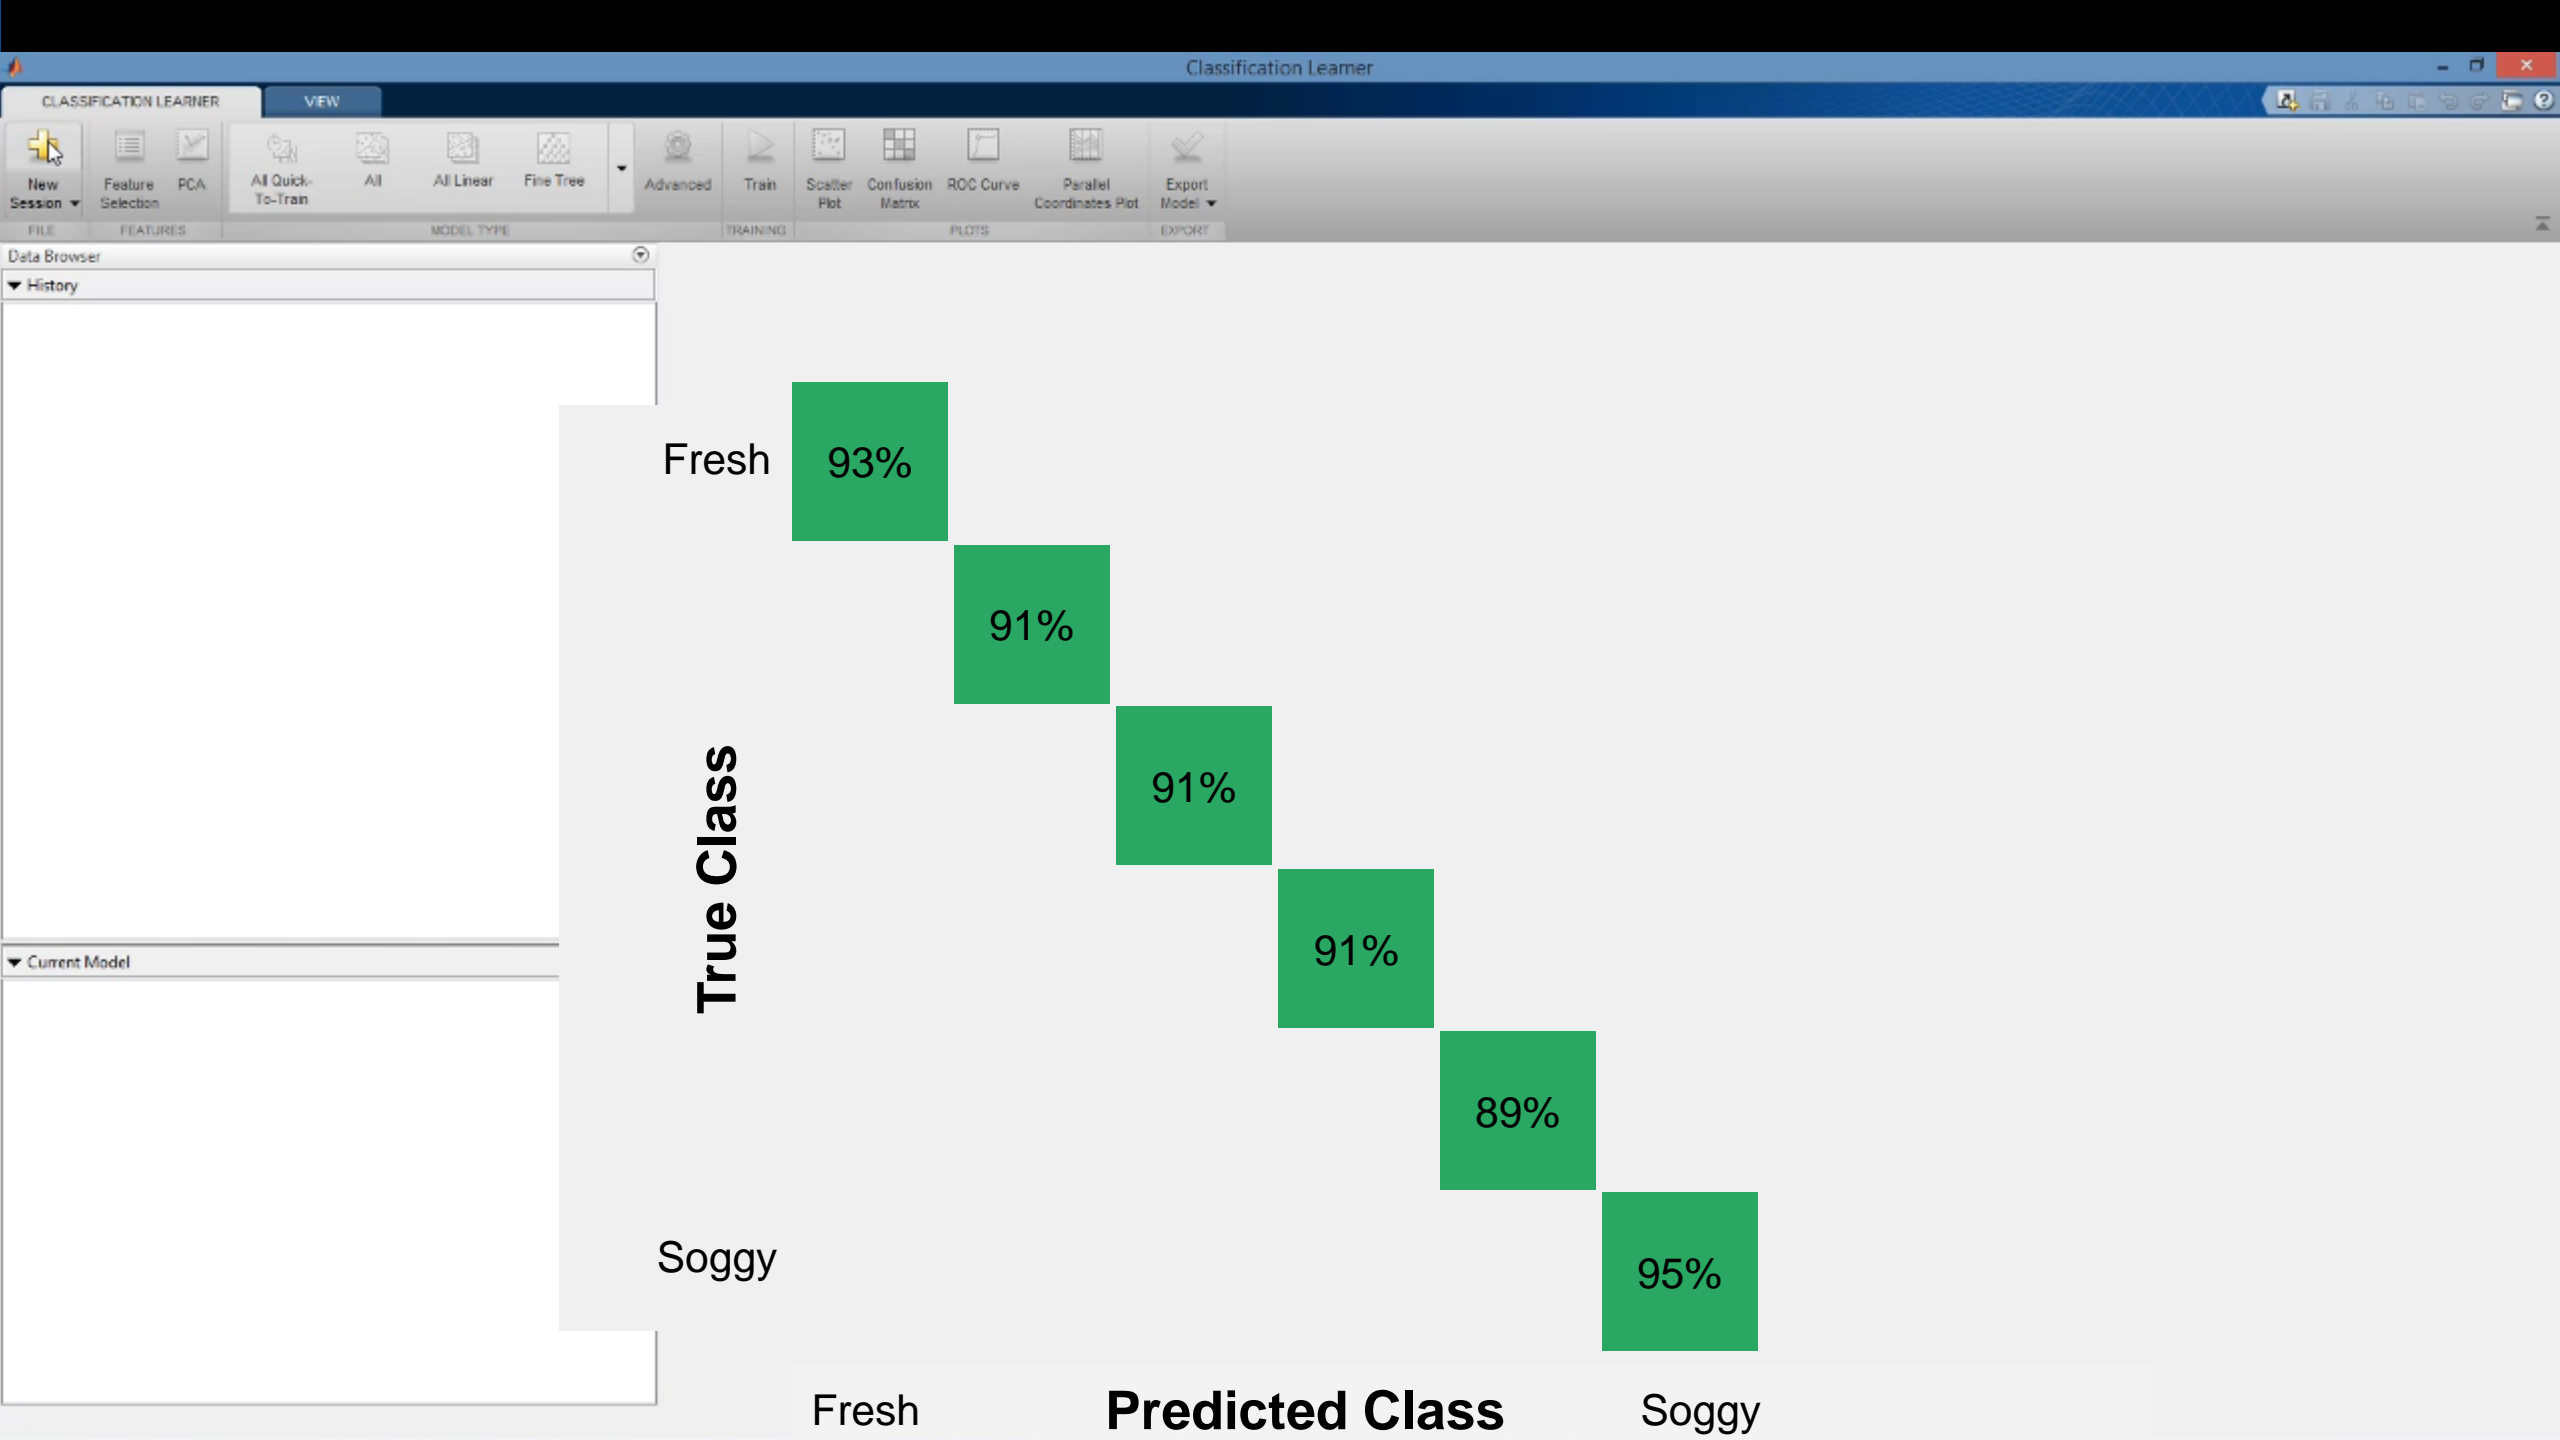 Classification Learner
CLASSIFICATION LEARNER
VIEW
New Session
Feature Selection
PCA
All Quick-To-Train
All
All Linear
Fine Tree
Advanced
Train
Scatter Plot
Confusion Matrix
ROC Curve
Parallel Coordinates Plot
Export Model
FILE
FEATURES
MODEL TYPE
TRAINING
PLOTS
EXPORT
Data Browser
History
Fresh
93%
91%
True Class
91%
91%
Current Model
89%
Soggy
95%
Fresh
Predicted Class
Soggy